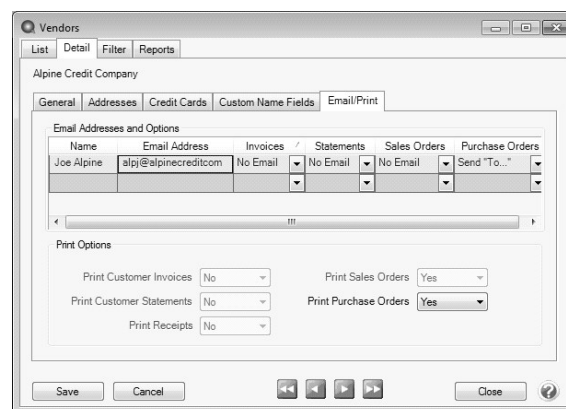 Vendors
List Detail Filter Reports
Alpine Credit Company
General Addresses Credit Cards Custom Name Fields Email/Print
Email Addresses and Options
Name Email Address Invoices Statements Sales Orders Purchase Orders
Joe Alpine alpj@alpinecreditcom No Email No Email No Email Send "To..."
Print Options
Print Customer Invoices No Print Sales Orders Yes
Print Customer Statements No Print Purchase Orders Yes
Print Receipts No
Save Cancel Close ?